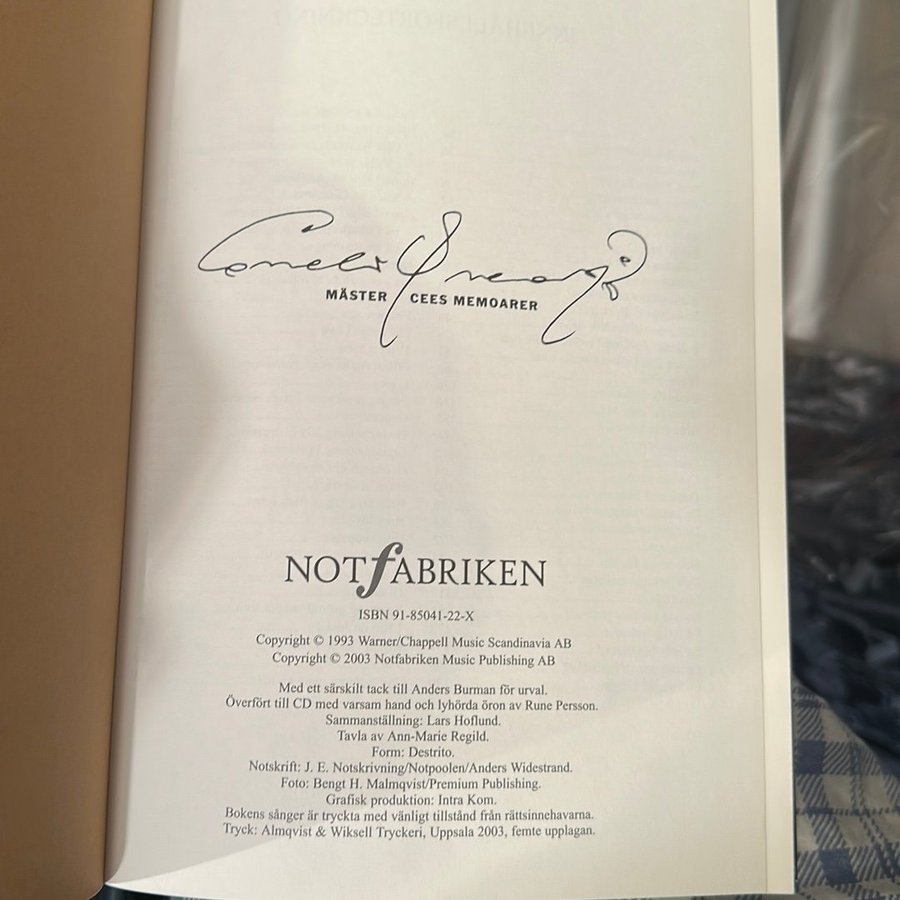 Cornelis Vreeswijk
MÄSTER CEES MEMOARER
NOTfABRIKEN
ISBN 91-85041-22-X
Copyright © 1993 Warner/Chappell Music Scandinavia AB
Copyright © 2003 Notfabriken Music Publishing AB
Med ett särskilt tack till Anders Burman för urval.
Överfört till CD med varsam hand och lyhörda öron av Rune Persson.
Sammanställning: Lars Hoflund.
Tavla av Ann-Marie Regild.
Form: Destrito.
Notskrift: J. E. Notskrivning/Notpoolen/Anders Widestrand.
Foto: Bengt H. Malmqvist/Premium Publishing.
Grafisk produktion: Intra Kom.
Bokens sånger är tryckta med vänligt tillstånd från rättsinnehavarna.
Tryck: Almqvist & Wiksell Tryckeri, Uppsala 2003, femte upplagan.